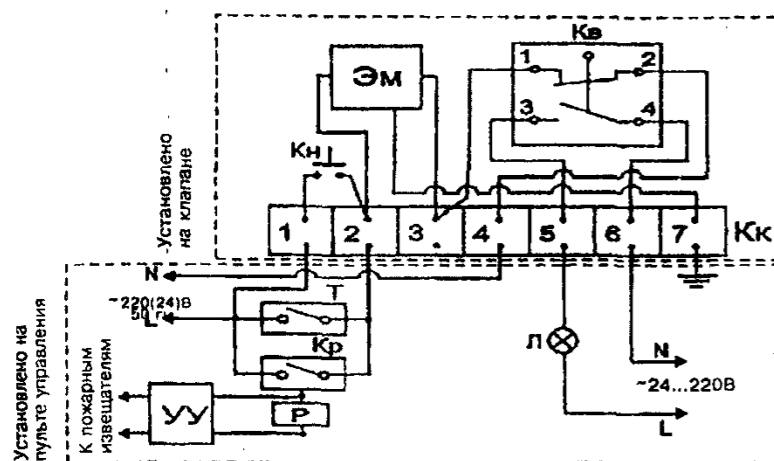 Установлено
на клапане
Эм
Кв
1
2
3
4
Кн
1
2
3
4
5
6
7
Кк
Установлено на
пульте управления
N
~220(24)В
50 гц
L
Т
Кр
К пожарным
извещателям
УУ
Р
Л
N
~24...220В
L